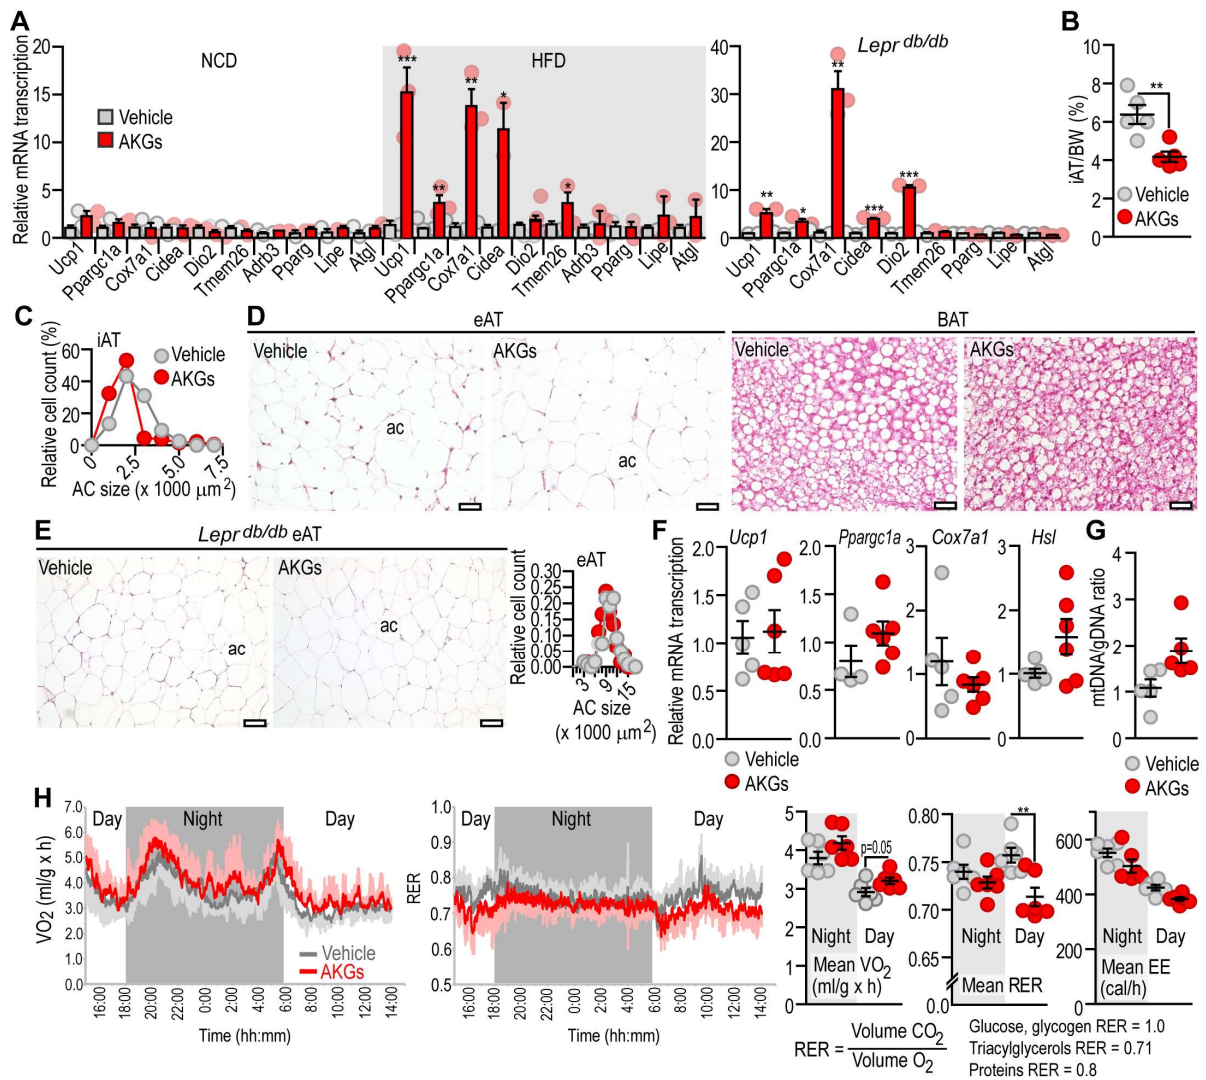 A
Relative mRNA transcription
20
15
10
5
0
NCD
HFD
Vehicle
AKGs
Ucp1
Ppargc1a
Cox7a1
Cidea
Dio2
Tmem26
Adrb3
Pparg
Lipe
Atgl
***
**
**
*
*
Ucp1
Ppargc1a
Cox7a1
Cidea
Dio2
Tmem26
Adrb3
Pparg
Lipe
Atgl
Lepr db/db
40
30
20
10
0
**
*
**
***
***
Ucp1
Ppargc1a
Cox7a1
Cidea
Dio2
Tmem26
Pparg
Lipe
Atgl
B
iAT/BW (%)
10
8
6
4
2
0
**
Vehicle
AKGs
C
Relative cell count (%)
iAT
60
40
20
0
Vehicle
AKGs
0
2.5
5.0
7.5
AC size (x 1000 µm2)
D
eAT
BAT
Vehicle
ac
AKGs
ac
Vehicle
AKGs
E
Lepr db/db eAT
Vehicle
ac
AKGs
ac
Relative cell count
eAT
0.30
0.25
0.20
0.15
0.10
0.05
0.00
3
9
15
AC size
(x 1000 µm2)
F
Relative mRNA transcription
Ucp1
2.0
1.5
1.0
0.5
0.0
Ppargc1a
2.0
1.5
1.0
0.5
0.0
Cox7a1
3
2
1
0
Hsl
3
2
1
0
Vehicle
AKGs
G
mtDNA/gDNA ratio
4
3
2
1
0
Vehicle
AKGs
H
VO2 (ml/g x h)
7.0
6.0
5.0
4.0
3.0
2.0
1.0
0.0
Day
Night
Day
Vehicle
AKGs
16:00
18:00
20:00
22:00
0:00
2:00
4:00
6:00
8:00
10:00
12:00
14:00
Time (hh:mm)
RER
1.0
0.9
0.8
0.7
0.6
0.5
Day
Night
Day
16:00
18:00
20:00
22:00
0:00
2:00
4:00
6:00
8:00
10:00
12:00
14:00
Time (hh:mm)
5
4
3
2
1
0
p=0.05
Night
Day
Mean VO2
(ml/g x h)
0.80
0.75
0.70
0.65
0.0
**
Night
Day
Mean RER
600
400
200
0
Night
Day
Mean EE
(cal/h)
RER = Volume CO2
Volume O2
Glucose, glycogen RER = 1.0
Triacylglycerols RER = 0.71
Proteins RER = 0.8